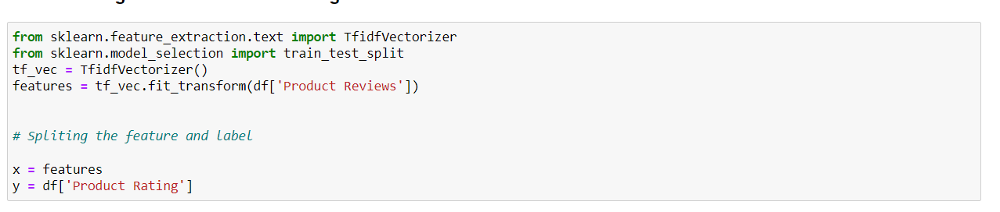 from sklearn.feature_extraction.text import TfidfVectorizer
from sklearn.model_selection import train_test_split
tf_vec = TfidfVectorizer()
features = tf_vec.fit_transform(df['Product Reviews'])
# Spliting the feature and label
x = features
y = df['Product Rating']